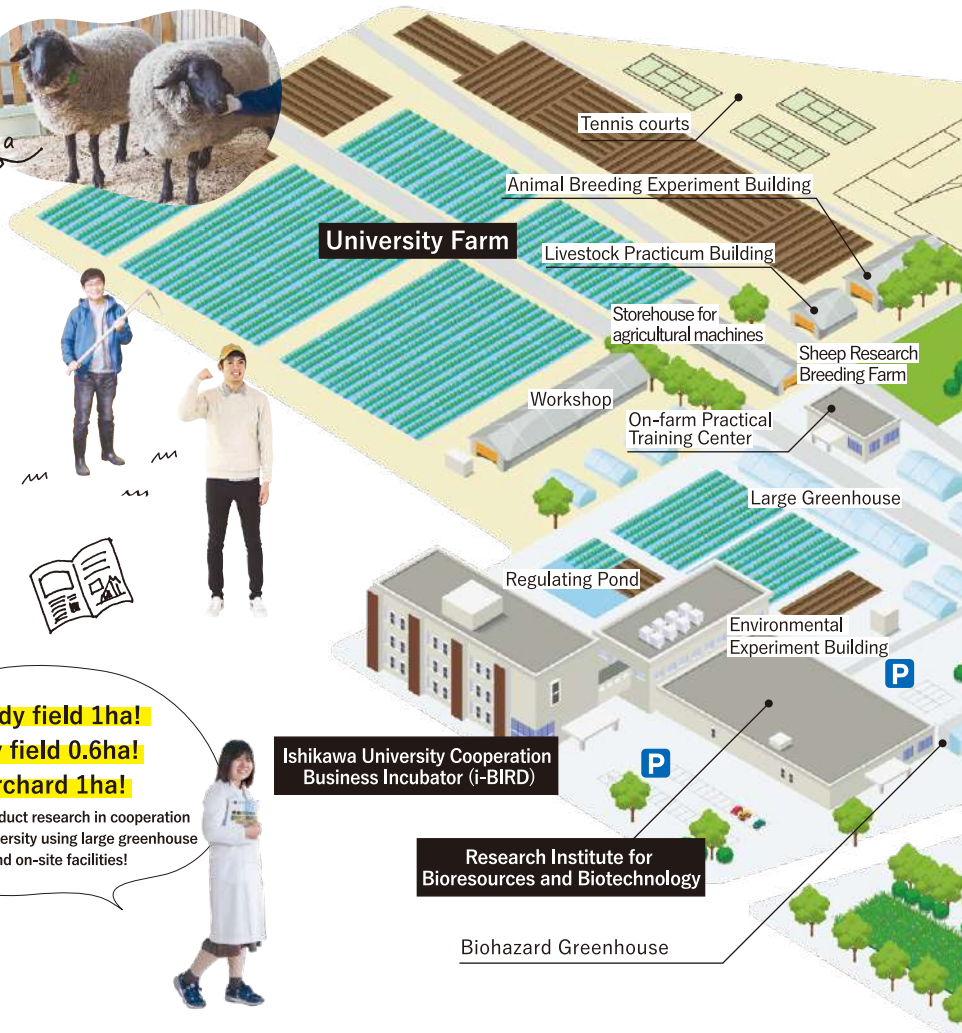 a
Tennis courts
Animal Breeding Experiment Building
University Farm
Livestock Practicum Building
Storehouse for
agricultural machines
Sheep Research
Breeding Farm
Workshop
On-farm Practical
Training Center
Large Greenhouse
Regulating Pond
Environmental
Experiment Building
P
dy field 1ha!
field 0.6ha!
rchard 1ha!
duct research in cooperation
ersity using large greenhouse
nd on-site facilities!
Ishikawa University Cooperation
Business Incubator (i-BIRD)
P
Research Institute for
Bioresources and Biotechnology
Biohazard Greenhouse